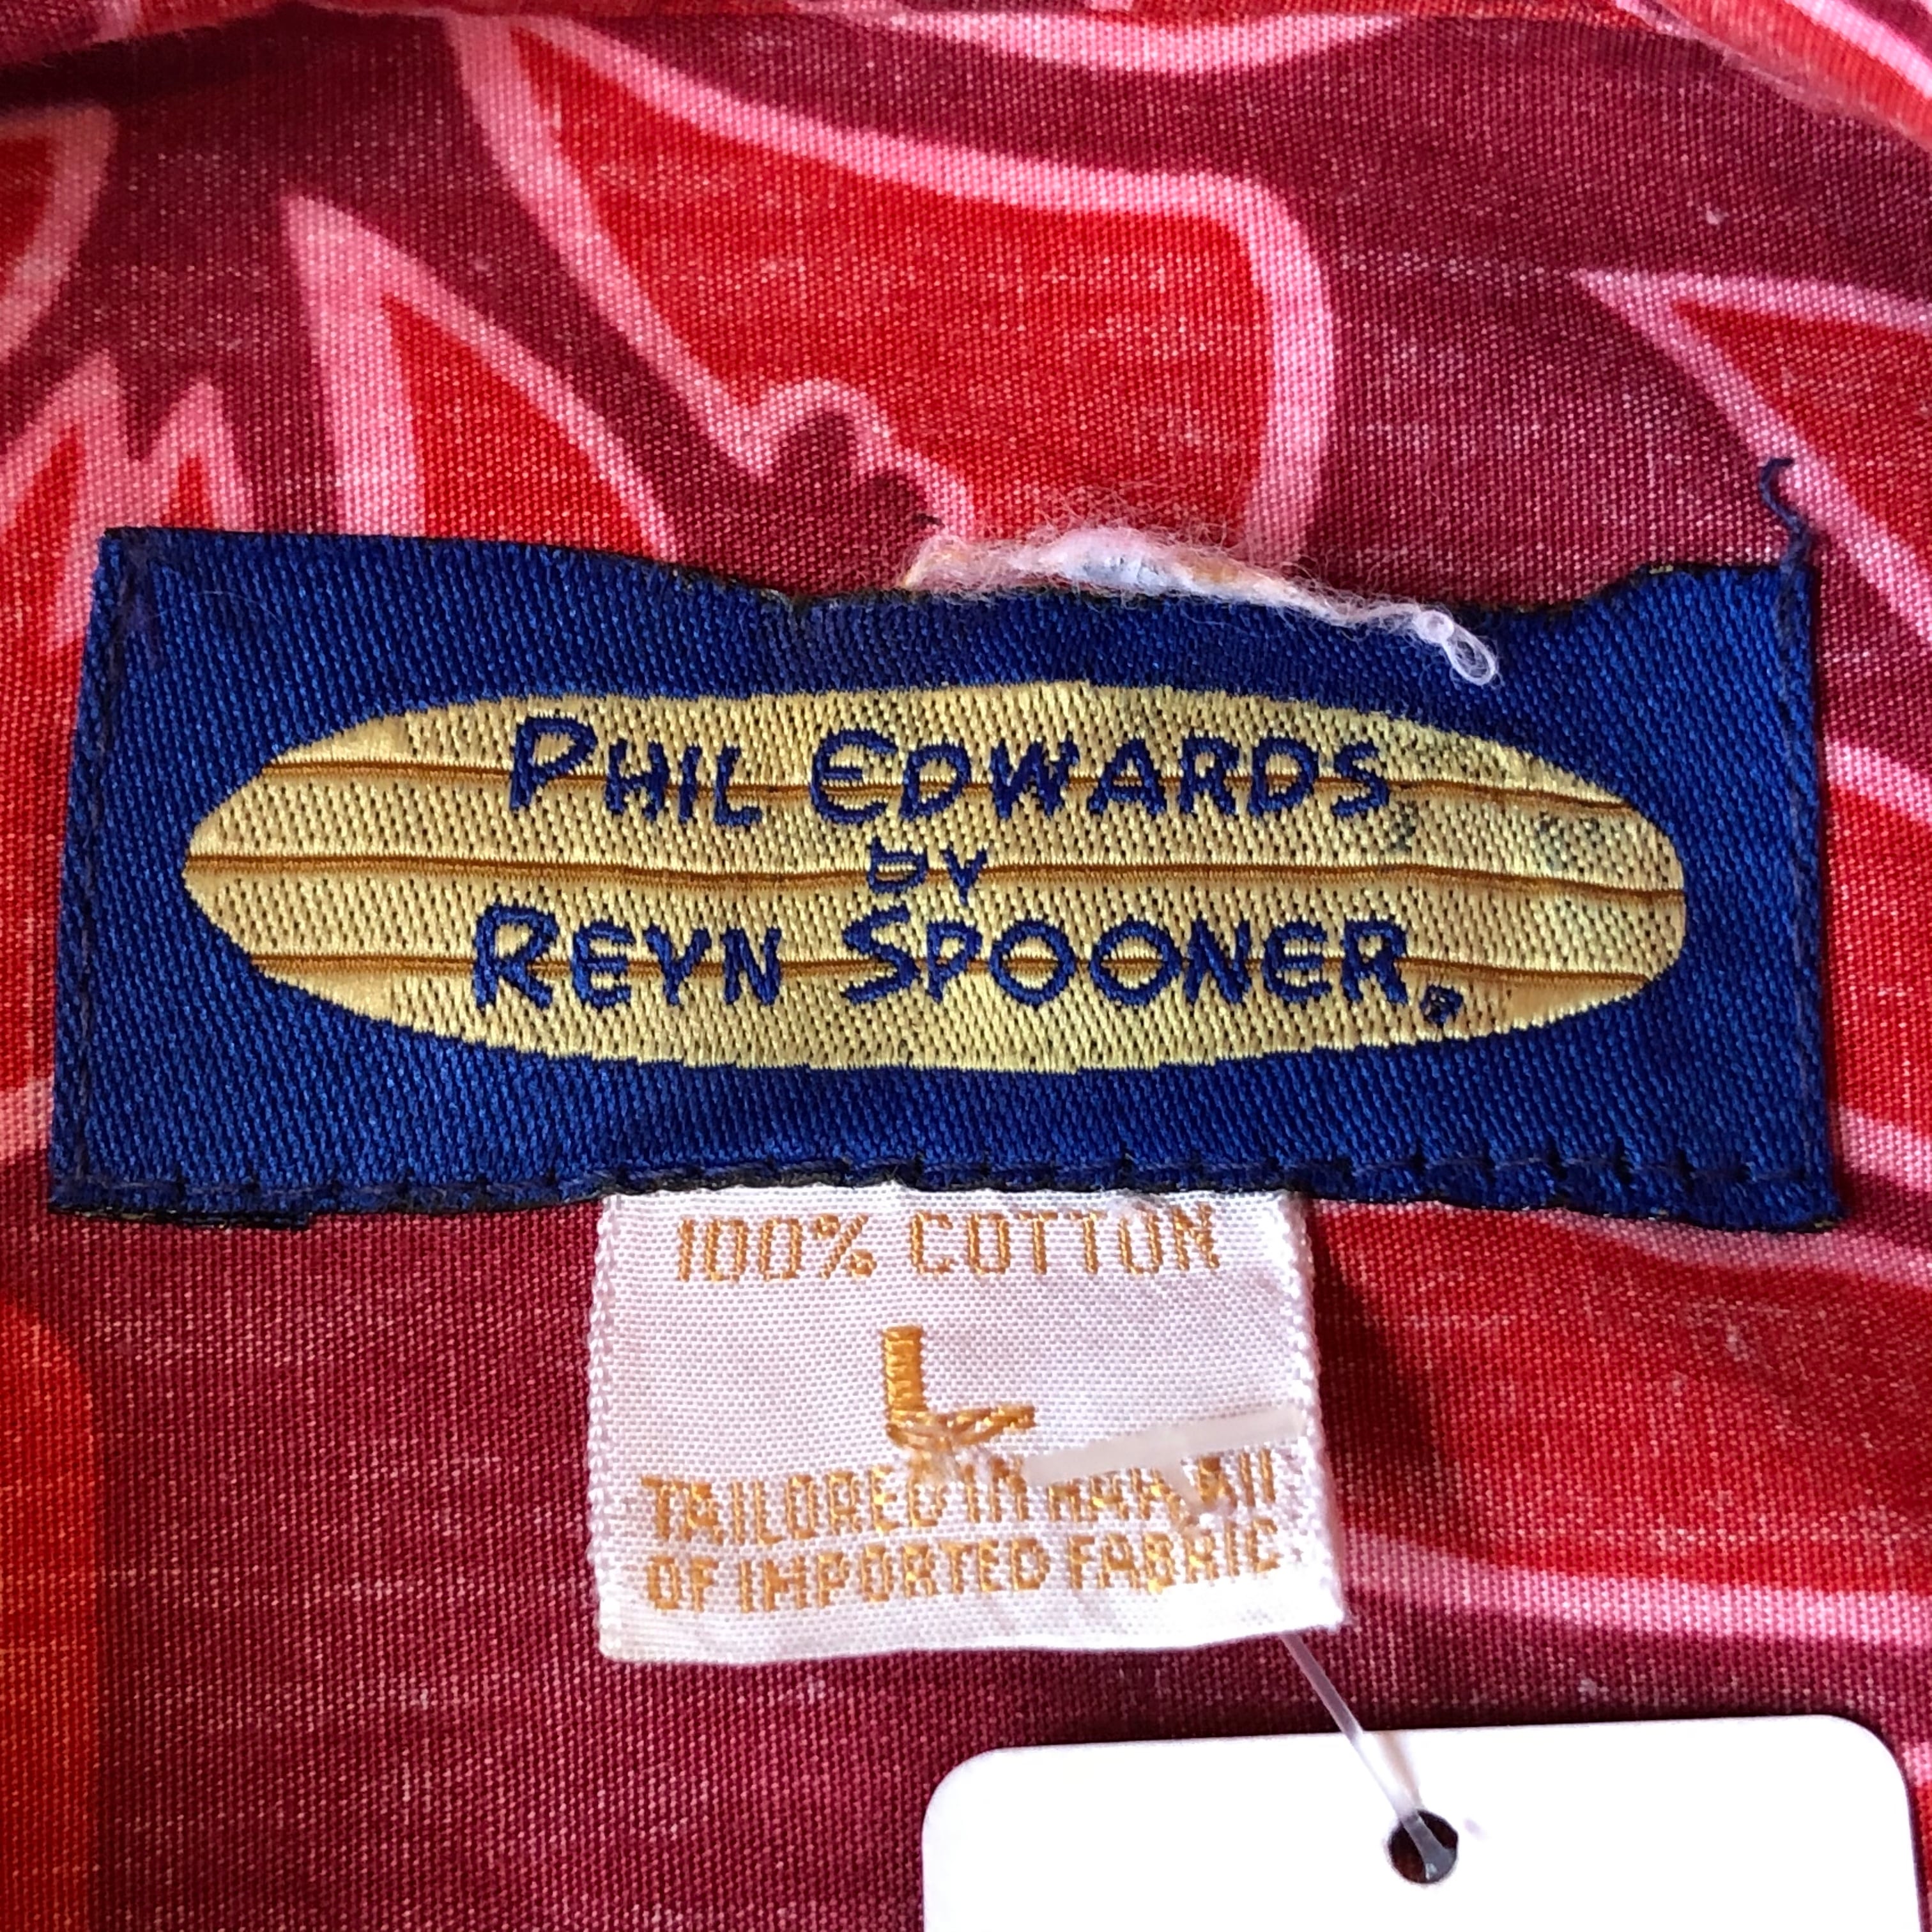 PHIL EDWARDS
by
REYN SPOONER®
100% COTTON
L
TAILORED IN HAWAII
OF IMPORTED FABRIC